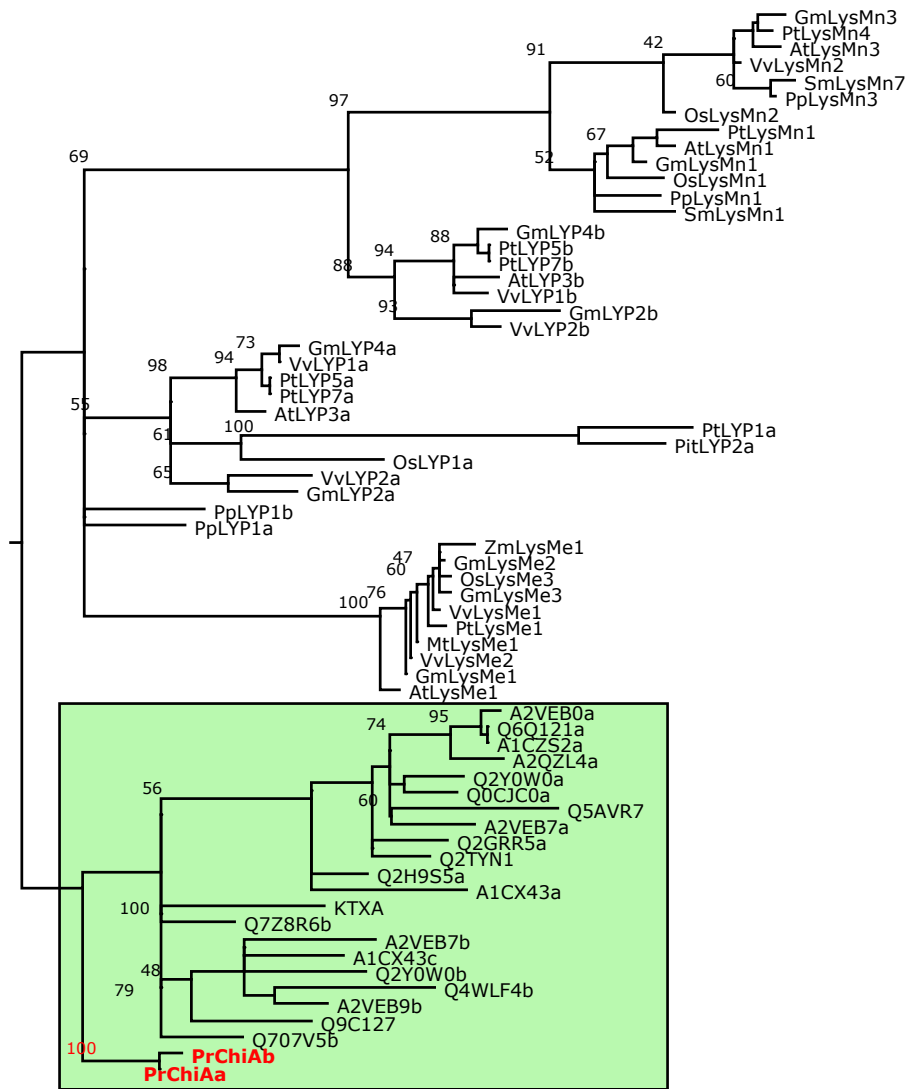 GmLysMn3
PtLysMn4
42
91
AtLysMn3
VvLysMn2
60
SmLysMn7
97
PpLysMn3
OsLysMn2
PtLysMn1
67
AtLysMn1
69
52
GmLysMn1
OsLysMn1
PpLysMn1
SmLysMn1
GmLYP4b
88
PtLYP5b
94
88
PtLYP7b
AtLYP3b
VvLYP1b
93
GmLYP2b
VvLYP2b
73
GmLYP4a
94
98
VvLYP1a
PtLYP5a
PtLYP7a
55
AtLYP3a
100
PtLYP1a
61
PitLYP2a
OsLYP1a
65
VvLYP2a
GmLYP2a
PpLYP1b
PpLYP1a
ZmLysMe1
47
GmLysMe2
60
OsLysMe3
76
GmLysMe3
100
VvLysMe1
PtLysMe1
MtLysMe1
VvLysMe2
GmLysMe1
AtLysMe1
A2VEB0a
95
74
Q6Q121a
A1CZS2a
A2QZL4a
Q2Y0W0a
56
60
Q0CJC0a
Q5AVR7
A2VEB7a
Q2GRR5a
Q2TYN1
Q2H9S5a
A1CX43a
100
KTXA
Q7Z8R6b
A2VEB7b
A1CX43c
48
Q2Y0W0b
79
Q4WLF4b
A2VEB9b
Q9C127
Q707V5b
100
PrChiAb
PrChiAa